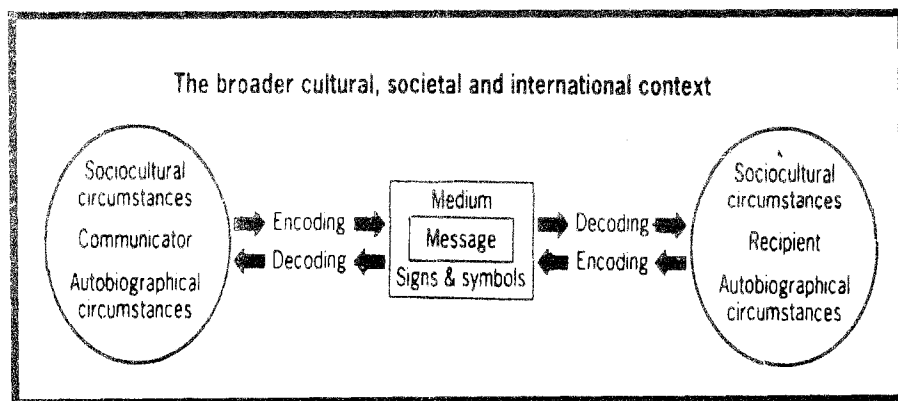 The broader cultural, societal and international context
Sociocultural
circumstances
Communicator
Autobiographical
circumstances
Encoding
Decoding
Medium
Message
Signs & symbols
Decoding
Encoding
Sociocultural
circumstances
Recipient
Autobiographical
circumstances